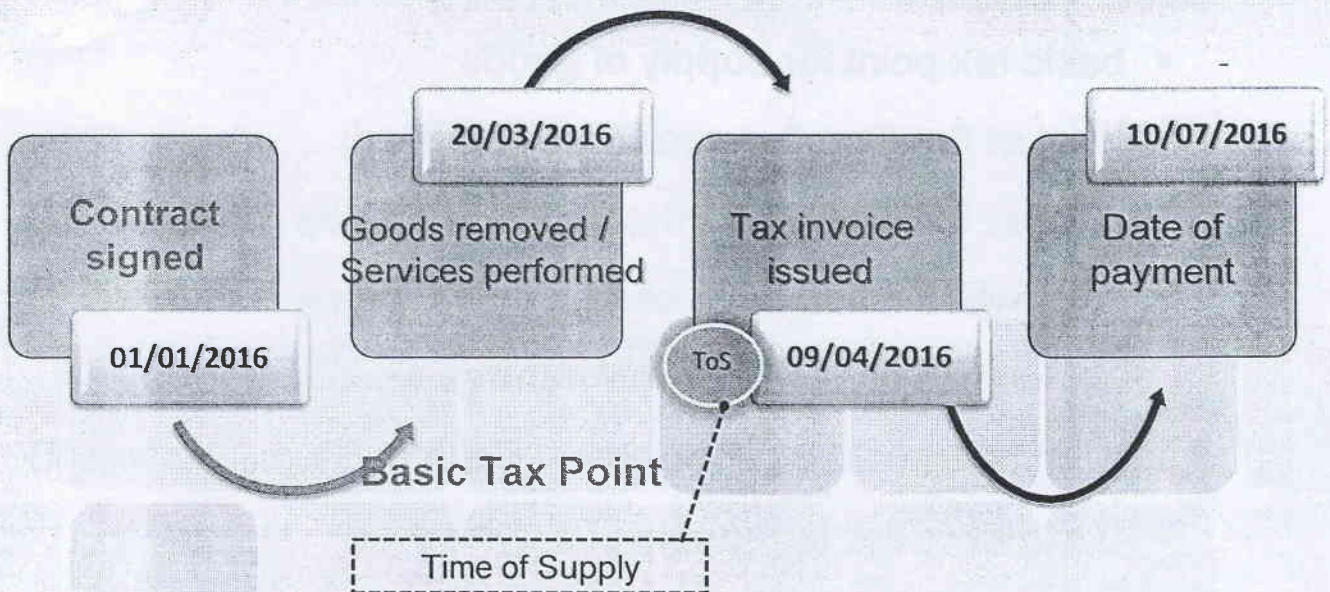 20/03/2016
10/07/2016
Contract
signed
Goods removed /
Services performed
Tax invoice
issued
Date of
payment
01/01/2016
ToS
09/04/2016
Basic Tax Point
Time of Supply